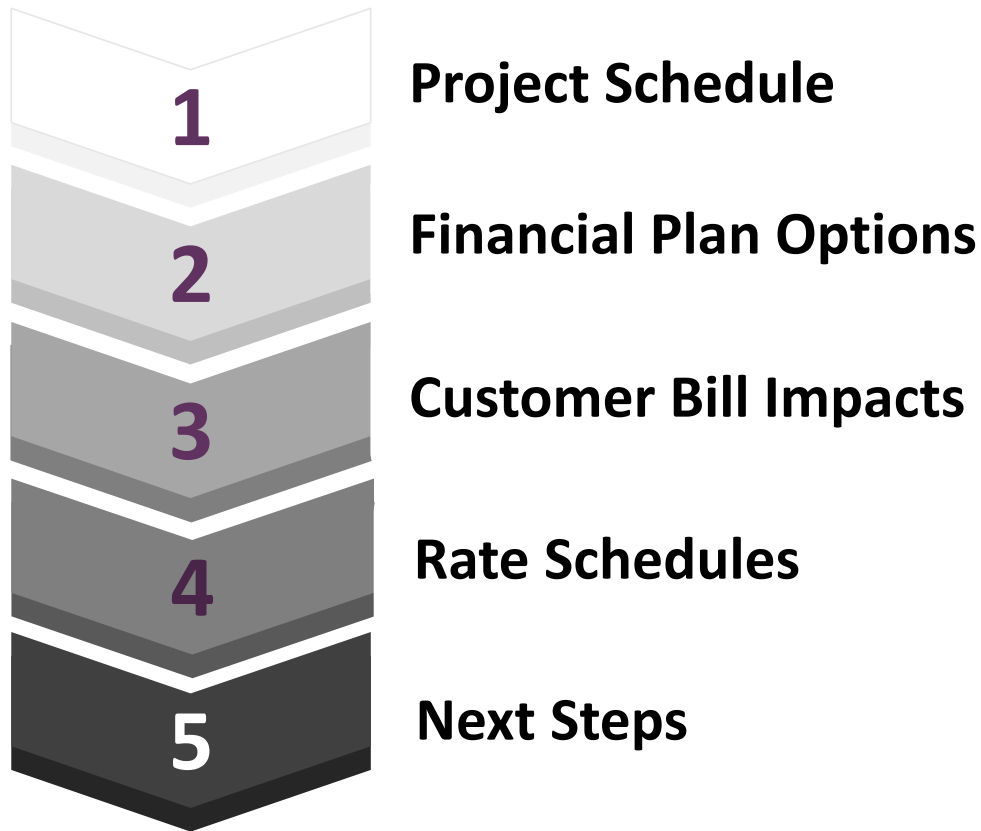 1 Project Schedule
2 Financial Plan Options
3 Customer Bill Impacts
4 Rate Schedules
5 Next Steps